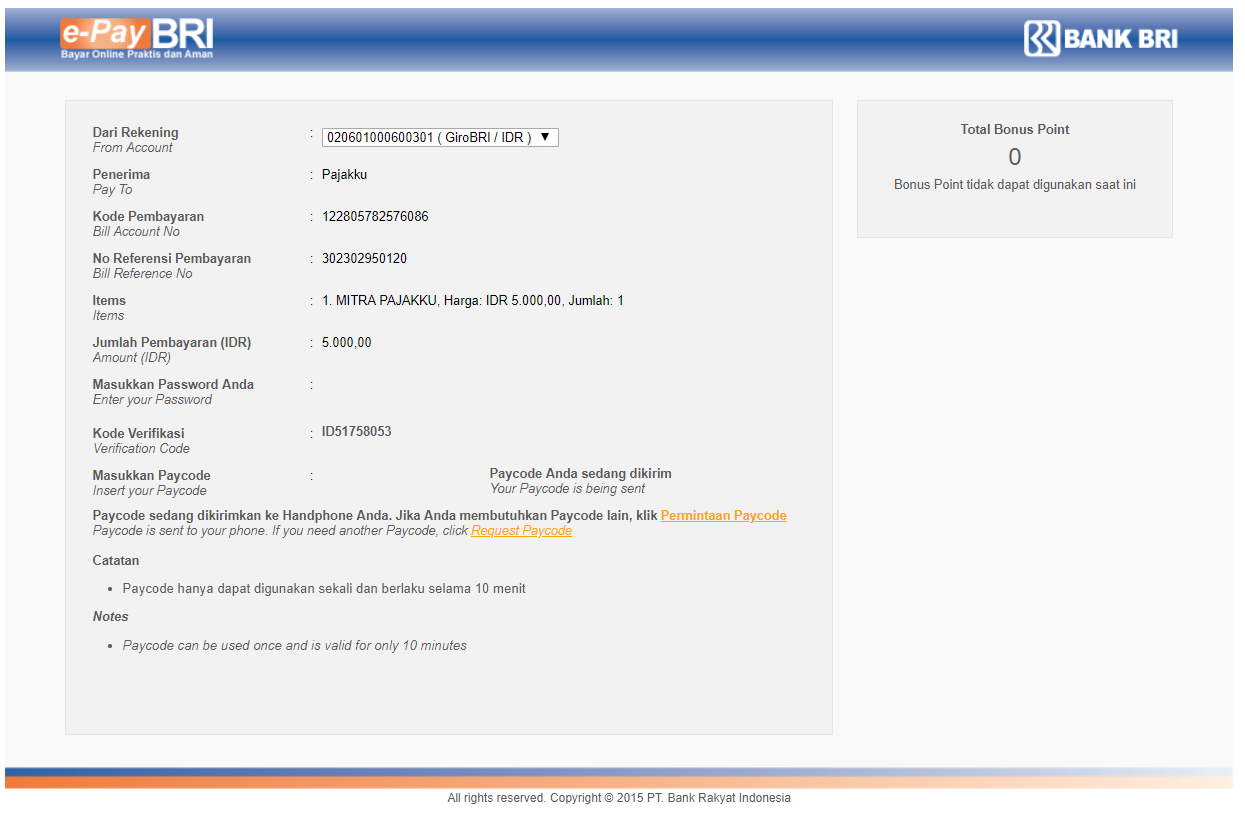 e-Pay BRI
Bayar Online Praktis dan Aman
BANK BRI
Dari Rekening : 020601000600301 ( GiroBRI / IDR ) ▼
From Account
Penerima : Pajakku
Pay To
Kode Pembayaran : 122805782576086
Bill Account No
No Referensi Pembayaran : 302302950120
Bill Reference No
Items : 1. MITRA PAJAKKU, Harga: IDR 5.000,00, Jumlah: 1
Items
Jumlah Pembayaran (IDR) : 5.000,00
Amount (IDR)
Masukkan Password Anda :
Enter your Password
Kode Verifikasi : ID51758053
Verification Code
Masukkan Paycode : Paycode Anda sedang dikirim
Insert your Paycode Your Paycode is being sent
Paycode sedang dikirimkan ke Handphone Anda. Jika Anda membutuhkan Paycode lain, klik Permintaan Paycode
Paycode is sent to your phone. If you need another Paycode, click Request Paycode
Catatan
• Paycode hanya dapat digunakan sekali dan berlaku selama 10 menit
Notes
• Paycode can be used once and is valid for only 10 minutes
Total Bonus Point
0
Bonus Point tidak dapat digunakan saat ini
All rights reserved. Copyright © 2015 PT. Bank Rakyat Indonesia